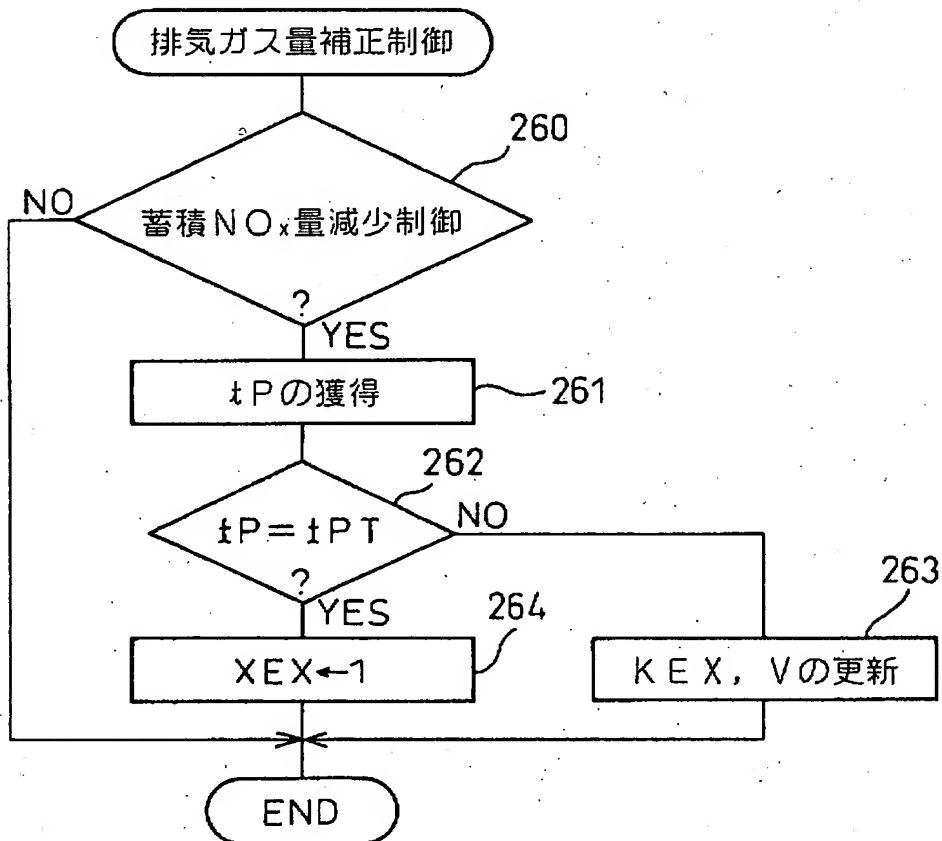 排気ガス量補正制御
260
NO
蓄積NOx量減少制御
?
YES
tPの獲得
261
262
tP=tPT
NO
?
YES
263
264
XEX←1
KEX, Vの更新
END